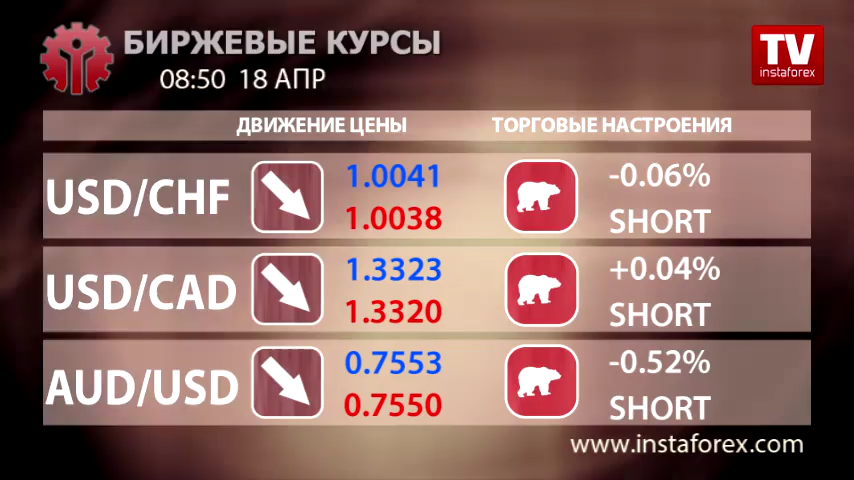 БИРЖЕВЫЕ КУРСЫ
08:50 18 АПР
TV
instaforex
ДВИЖЕНИЕ ЦЕНЫ ТОРГОВЫЕ НАСТРОЕНИЯ
USD/CHF
1.0041
1.0038
-0.06%
SHORT
USD/CAD
1.3323
1.3320
+0.04%
SHORT
AUD/USD
0.7553
0.7550
-0.52%
SHORT
www.instaforex.com